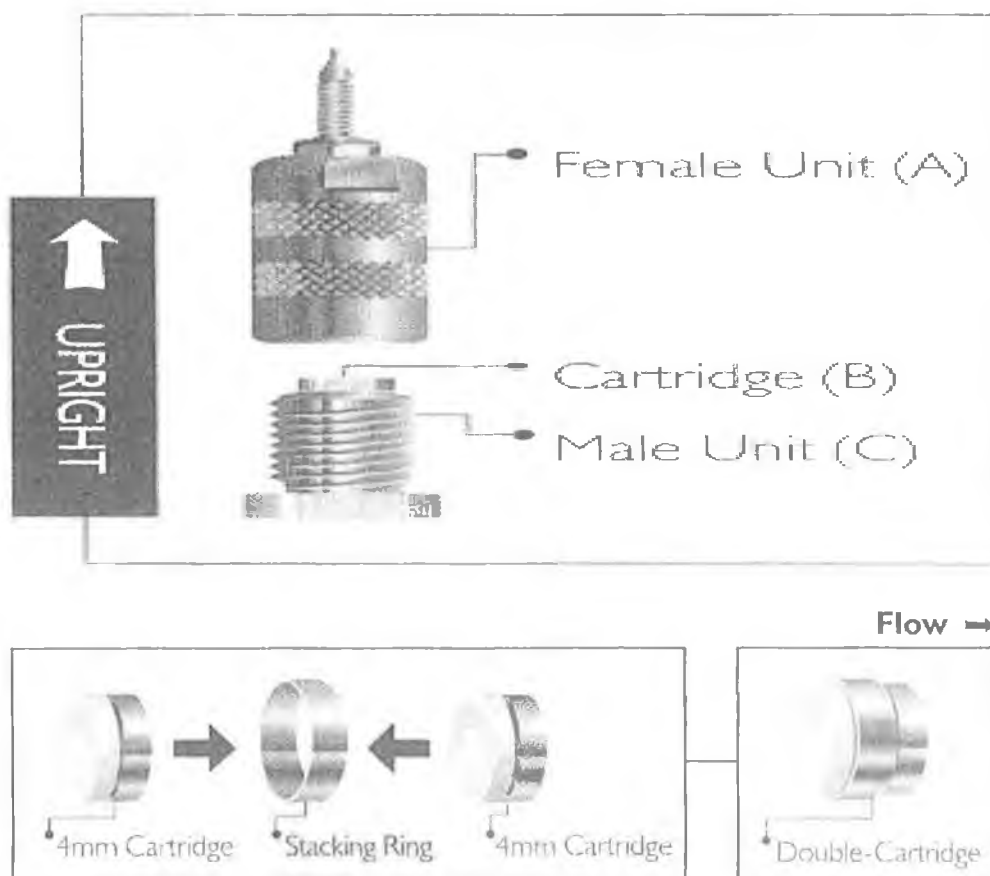 Female Unit (A)
UPRIGHT
Cartridge (B)
Male Unit (C)
Flow
4mm Cartridge
Stacking Ring
4mm Cartridge
Double-Cartridge